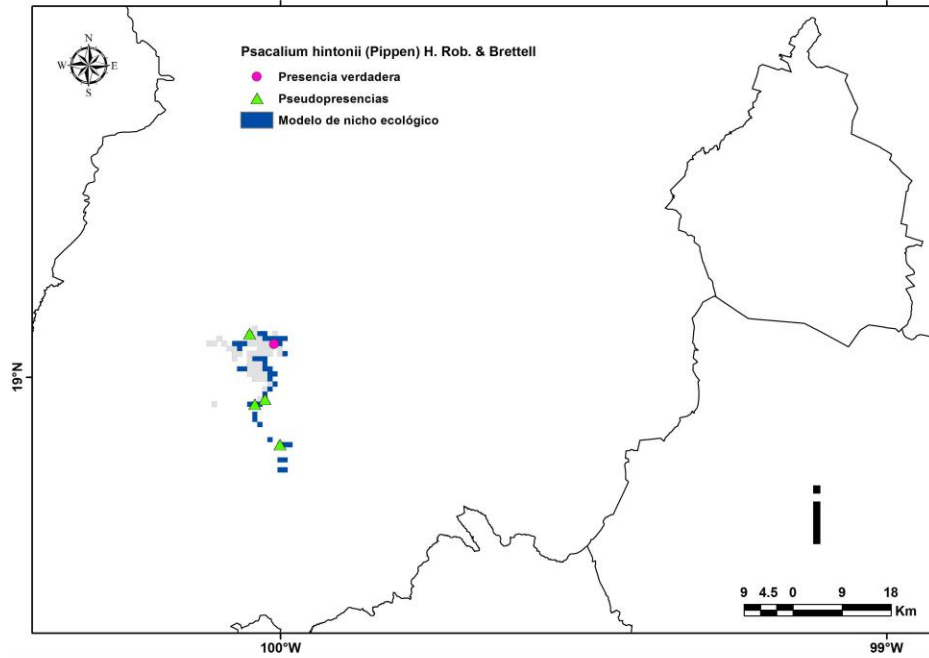 N
W E
S
Psacalium hintonii (Pippen) H. Rob. & Brettell
Presencia verdadera
Pseudopresencias
Modelo de nicho ecológico
19°N
i
9 4.5 0 9 18
Km
100°W 99°W